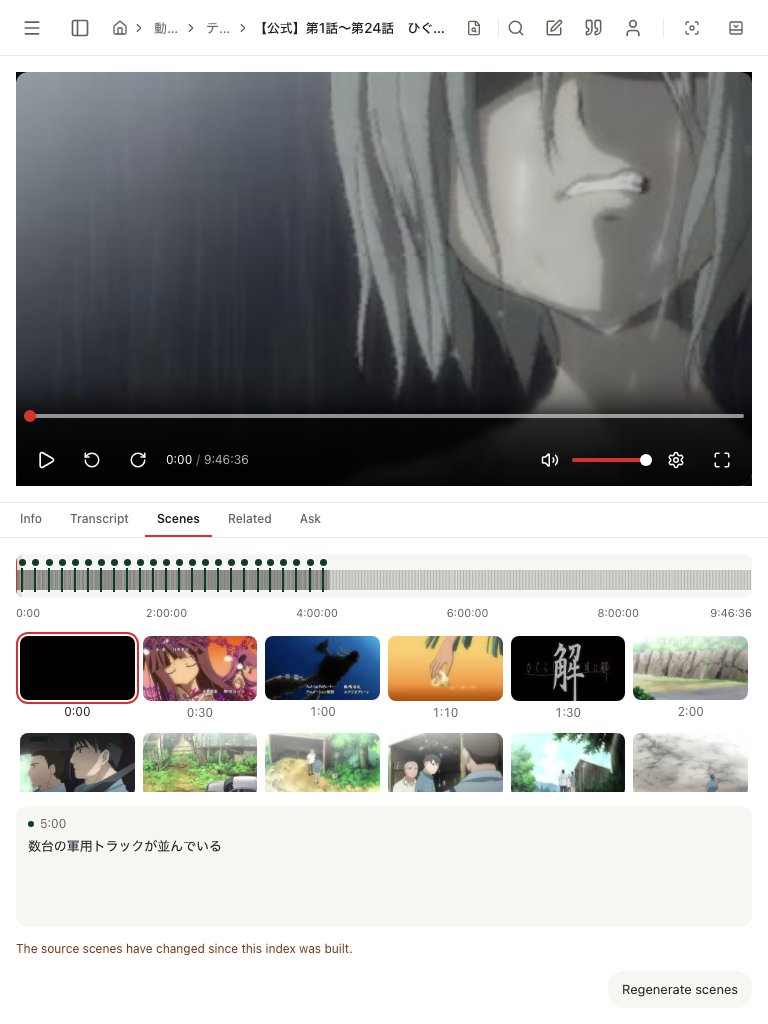 動… テ… 【公式】第1話～第24話　ひぐ…
0:00 / 9:46:36
Info Transcript Scenes Related Ask
0:00 2:00:00 4:00:00 6:00:00 8:00:00 9:46:36
解
0:00 0:30 1:00 1:10 1:30 2:00
5:00
数台の軍用トラックが並んでいる
The source scenes have changed since this index was built.
Regenerate scenes